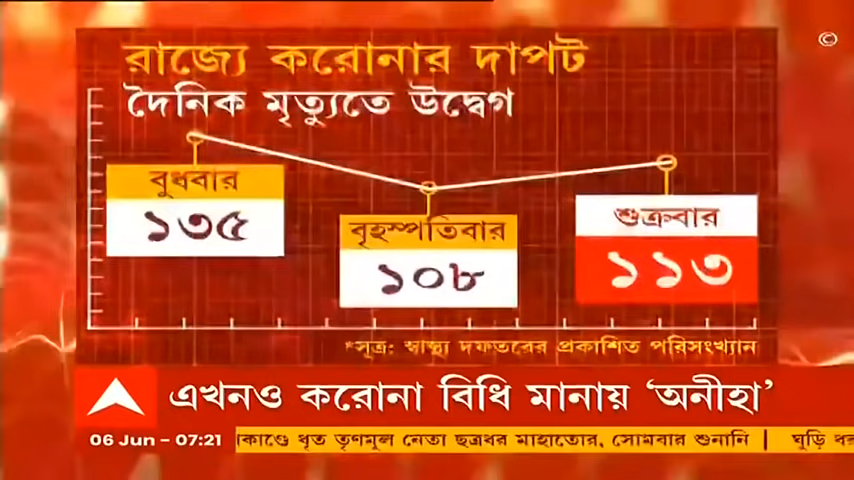 ©
রাজ্যে করোনার দাপট
দৈনিক মৃত্যুতে উদ্বেগ
বুধবার
১৩৫
বৃহস্পতিবার
১০৮
শুক্রবার
১১৩
*সূত্র: স্বাস্থ্য দফতরের প্রকাশিত পরিসংখ্যান
এখনও করোনা বিধি মানায় ‘অনীহা’
06 Jun - 07:21 কাণ্ডে ধৃত তৃণমূল নেতা ছত্রধর মাহাতোর, সোমবার শুনানি | ঘুড়ি